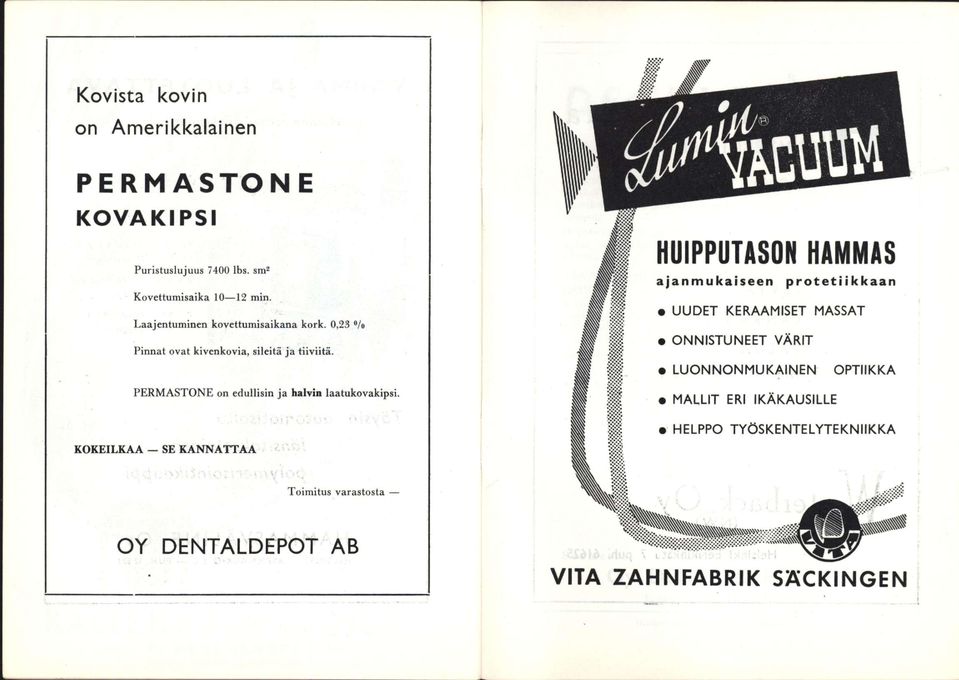 Kovista kovin
on Amerikkalainen
PERMASTONE
KOVAKIPSI
Puristuslujuus 7400 lbs. sm²
Kovettumisaika 10—12 min.
Laajentuminen kovettumisaikana kork. 0,23 %
Pinnat ovat kivenkovia, sileitä ja tiiviitä.
PERMASTONE on edullisin ja halvin laatukovakipsi.
KOKEILKAA — SE KANNATTAA
Toimitus varastosta —
OY DENTALDEPOT AB
Lumin ®
VACUUM
HUIPPUTASON HAMMAS
ajanmukaiseen protetiikkaan
• UUDET KERAAMISET MASSAT
• ONNISTUNEET VÄRIT
• LUONNONMUKAINEN OPTIIKKA
• MALLIT ERI IKÄKAUSILLE
• HELPPO TYÖSKENTELYTEKNIIKKA
VITA
VITA ZAHNFABRIK SÄCKINGEN